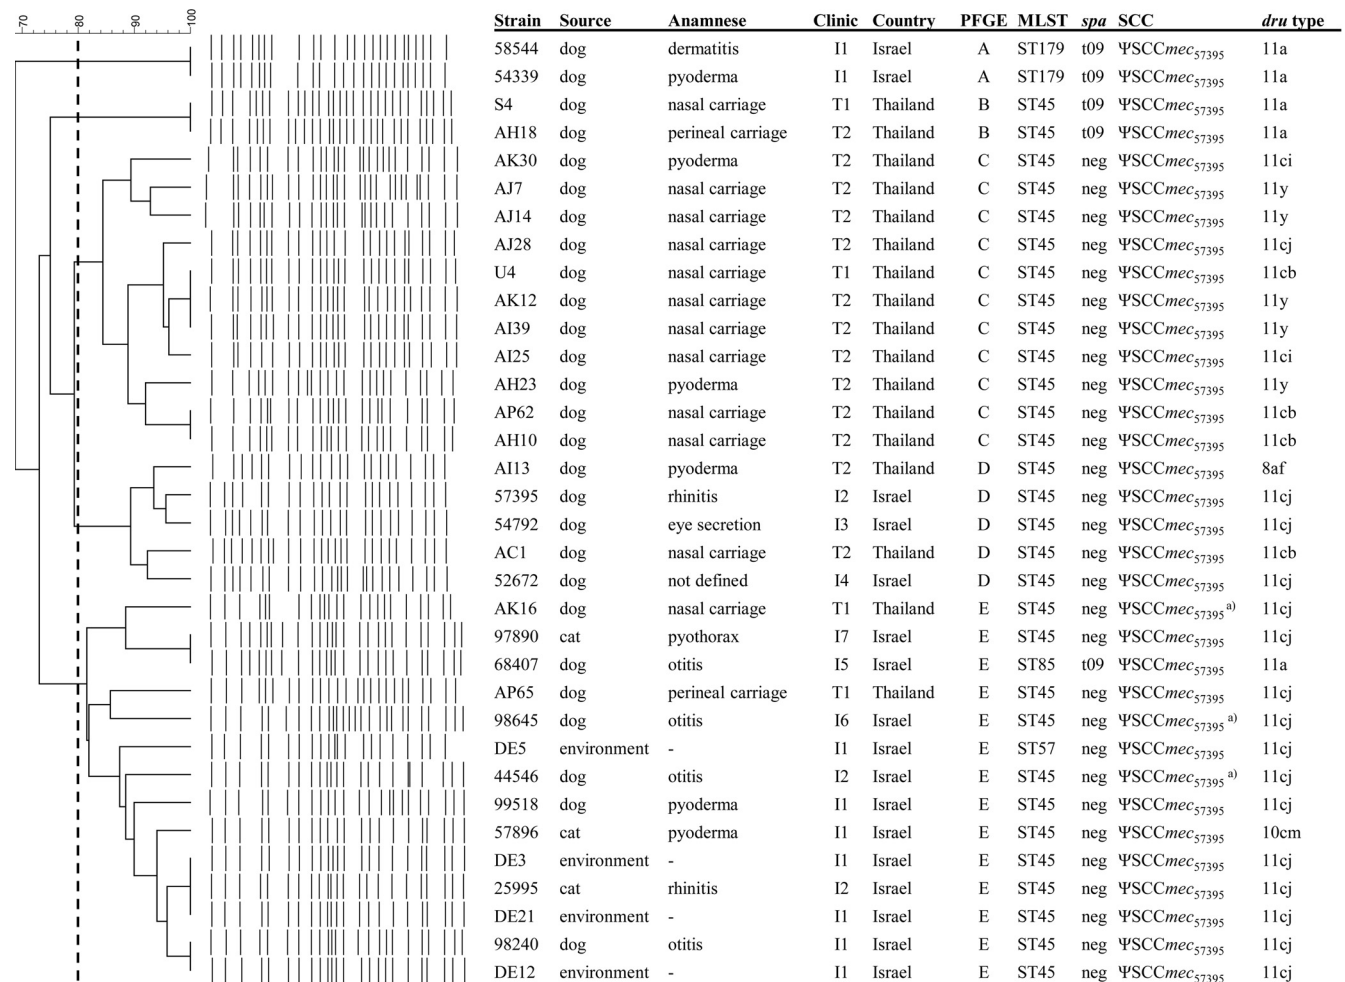 70 80 90 100
Strain Source Anamnese Clinic Country PFGE MLST spa SCC dru type
58544 dog dermatitis I1 Israel A ST179 t09 ΨSCCmec57395 11a
54339 dog pyoderma I1 Israel A ST179 t09 ΨSCCmec57395 11a
S4 dog nasal carriage T1 Thailand B ST45 t09 ΨSCCmec57395 11a
AH18 dog perineal carriage T2 Thailand B ST45 t09 ΨSCCmec57395 11a
AK30 dog pyoderma T2 Thailand C ST45 neg ΨSCCmec57395 11ci
AJ7 dog nasal carriage T2 Thailand C ST45 neg ΨSCCmec57395 11y
AJ14 dog nasal carriage T2 Thailand C ST45 neg ΨSCCmec57395 11y
AJ28 dog nasal carriage T2 Thailand C ST45 neg ΨSCCmec57395 11cj
U4 dog nasal carriage T1 Thailand C ST45 neg ΨSCCmec57395 11cb
AK12 dog nasal carriage T2 Thailand C ST45 neg ΨSCCmec57395 11y
AI39 dog nasal carriage T2 Thailand C ST45 neg ΨSCCmec57395 11y
AI25 dog nasal carriage T2 Thailand C ST45 neg ΨSCCmec57395 11ci
AH23 dog pyoderma T2 Thailand C ST45 neg ΨSCCmec57395 11y
AP62 dog nasal carriage T2 Thailand C ST45 neg ΨSCCmec57395 11cb
AH10 dog nasal carriage T2 Thailand C ST45 neg ΨSCCmec57395 11cb
AI13 dog pyoderma T2 Thailand D ST45 neg ΨSCCmec57395 8af
57395 dog rhinitis I2 Israel D ST45 neg ΨSCCmec57395 11cj
54792 dog eye secretion I3 Israel D ST45 neg ΨSCCmec57395 11cj
AC1 dog nasal carriage T2 Thailand D ST45 neg ΨSCCmec57395 11cb
52672 dog not defined I4 Israel D ST45 neg ΨSCCmec57395 11cj
AK16 dog nasal carriage T1 Thailand E ST45 neg ΨSCCmec57395 a) 11cj
97890 cat pyothorax I7 Israel E ST45 neg ΨSCCmec57395 11cj
68407 dog otitis I5 Israel E ST85 t09 ΨSCCmec57395 11a
AP65 dog perineal carriage T1 Thailand E ST45 neg ΨSCCmec57395 11cj
98645 dog otitis I6 Israel E ST45 neg ΨSCCmec57395 a) 11cj
DE5 environment - I1 Israel E ST57 neg ΨSCCmec57395 11cj
44546 dog otitis I2 Israel E ST45 neg ΨSCCmec57395 a) 11cj
99518 dog pyoderma I1 Israel E ST45 neg ΨSCCmec57395 11cj
57896 cat pyoderma I1 Israel E ST45 neg ΨSCCmec57395 10cm
DE3 environment - I1 Israel E ST45 neg ΨSCCmec57395 11cj
25995 cat rhinitis I2 Israel E ST45 neg ΨSCCmec57395 11cj
DE21 environment - I1 Israel E ST45 neg ΨSCCmec57395 11cj
98240 dog otitis I1 Israel E ST45 neg ΨSCCmec57395 11cj
DE12 environment - I1 Israel E ST45 neg ΨSCCmec57395 11cj